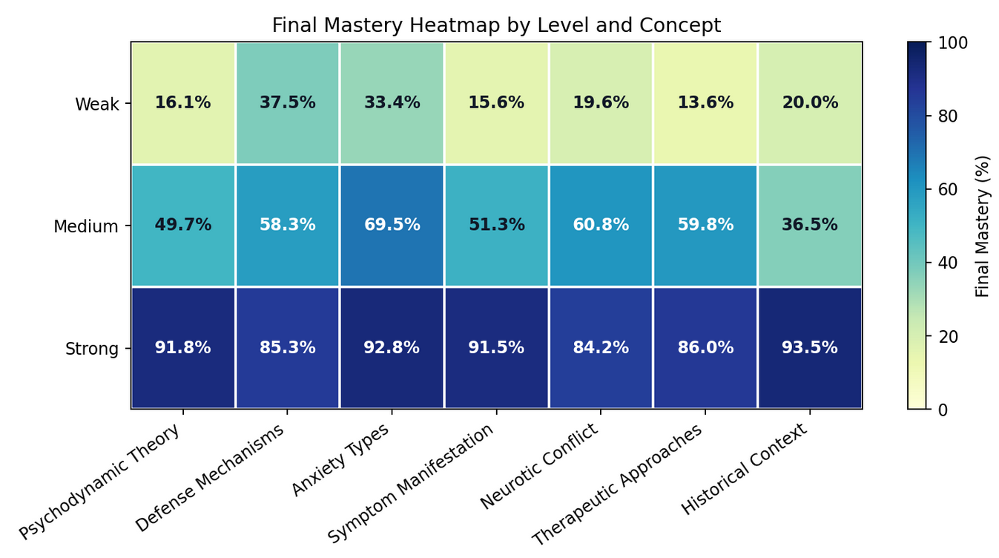 Final Mastery Heatmap by Level and Concept
Weak 16.1% 37.5% 33.4% 15.6% 19.6% 13.6% 20.0%
Medium 49.7% 58.3% 69.5% 51.3% 60.8% 59.8% 36.5%
Strong 91.8% 85.3% 92.8% 91.5% 84.2% 86.0% 93.5%
Psychodynamic Theory
Defense Mechanisms
Anxiety Types
Symptom Manifestation
Neurotic Conflict
Therapeutic Approaches
Historical Context
100
80
60
40
20
0
Final Mastery (%)